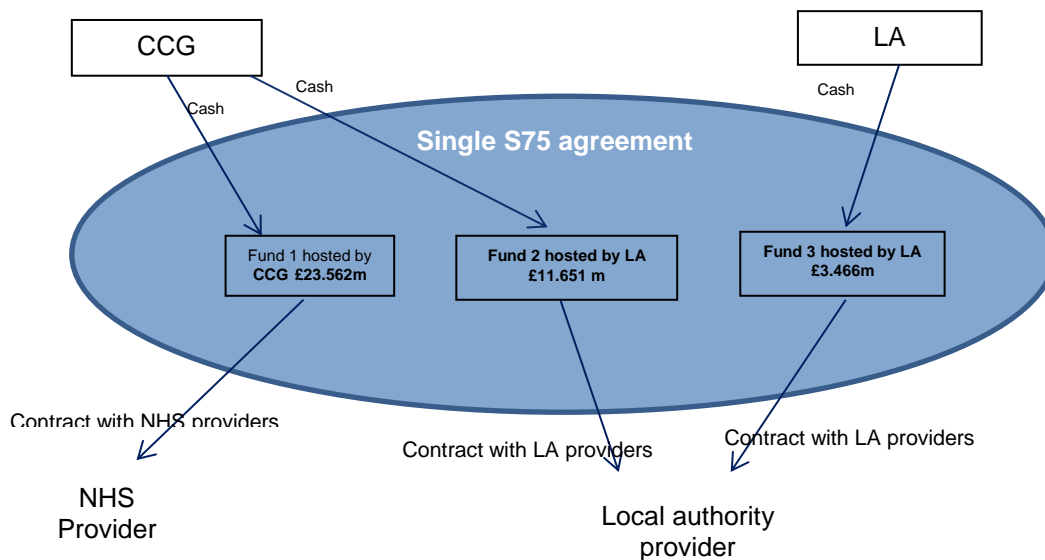 CCG
LA
Cash
Cash
Cash
Single S75 agreement
Fund 1 hosted by
CCG £23.562m
Fund 2 hosted by LA
£11.651 m
Fund 3 hosted by LA
£3.466m
Contract with NHS providers
Contract with LA providers
Contract with LA providers
NHS
Provider
Local authority
provider